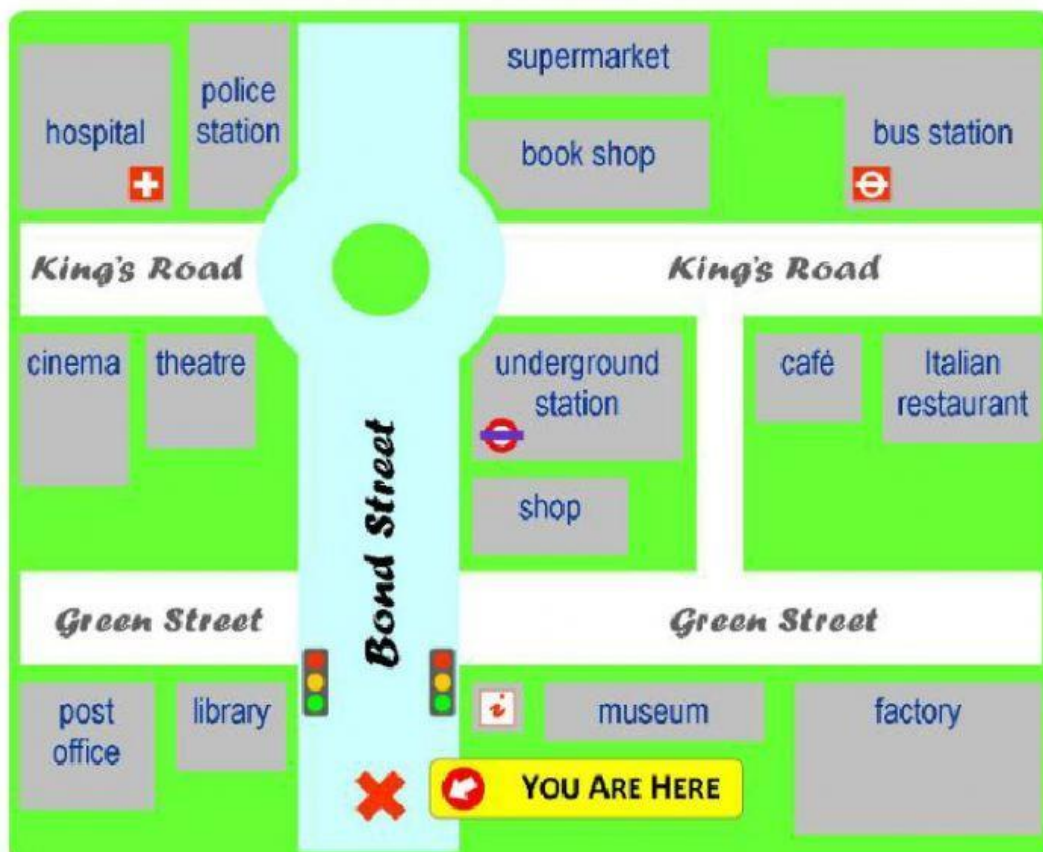 supermarket
police
station
hospital
book shop
bus station
King's Road
King's Road
cinema
theatre
underground
station
café
Italian
restaurant
shop
Bond Street
Green Street
Green Street
post
office
library
i
museum
factory
YOU ARE HERE